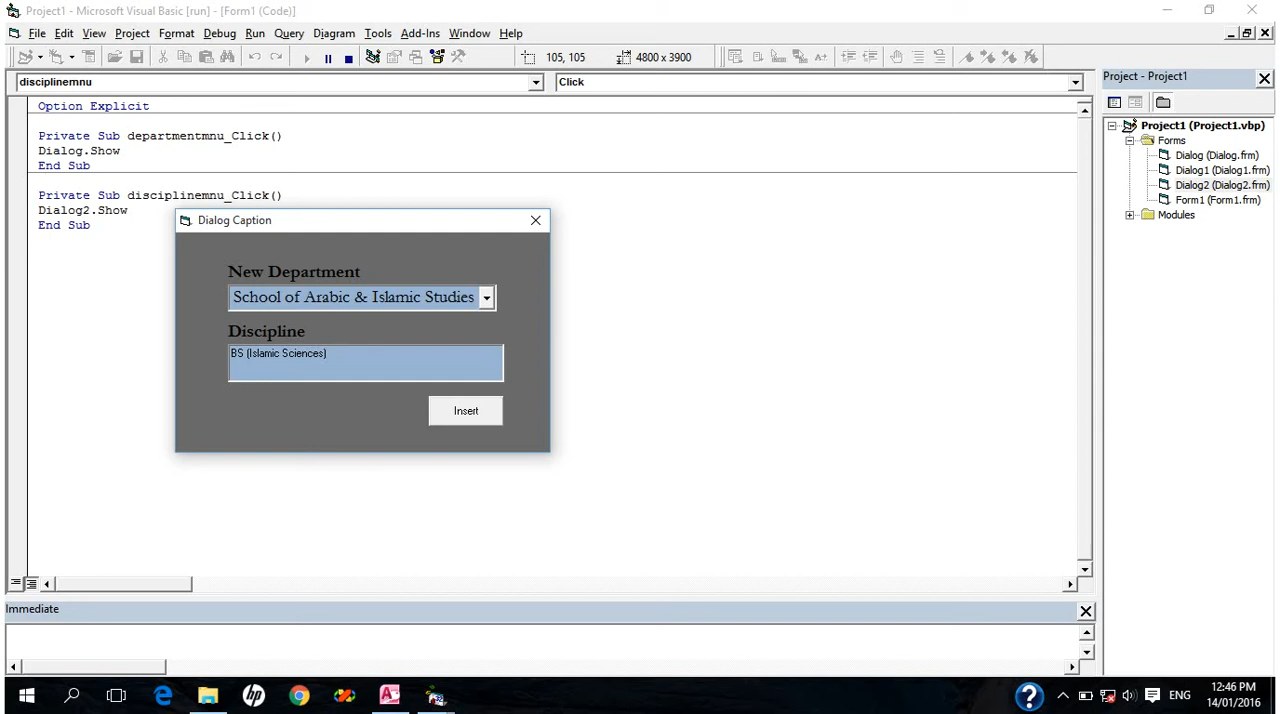 Project1 - Microsoft Visual Basic [run] - [Form1 (Code)]
File Edit View Project Format Debug Run Query Diagram Tools Add-Ins Window Help
105, 105 4800 x 3900
disciplinemnu Click
Option Explicit
Private Sub departmentmnu_Click()
Dialog.Show
End Sub
Private Sub disciplinemnu_Click()
Dialog2.Show
End Sub
Dialog Caption
New Department
School of Arabic & Islamic Studies
Discipline
BS (Islamic Sciences)
Insert
Project - Project1
Project1 (Project1.vbp)
Forms
Dialog (Dialog.frm)
Dialog1 (Dialog1.frm)
Dialog2 (Dialog2.frm)
Form1 (Form1.frm)
Modules
Immediate
hp
ENG
12:46 PM
14/01/2016